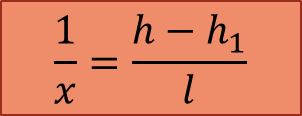 1/x = (h − h₁)/l